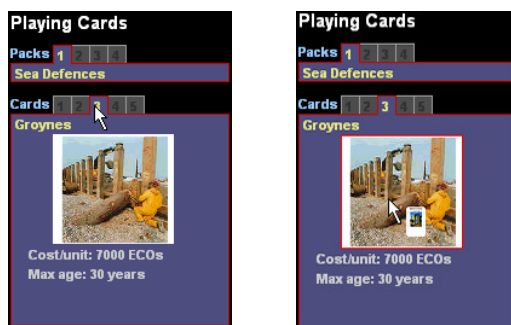 Playing Cards
Packs 1 2 3 4
Sea Defences
Cards 1 2 3 4 5
Groynes
Cost/unit: 7000 ECOs
Max age: 30 years
Playing Cards
Packs 1 2 3 4
Sea Defences
Cards 1 2 3 4 5
Groynes
Cost/unit: 7000 ECOs
Max age: 30 years